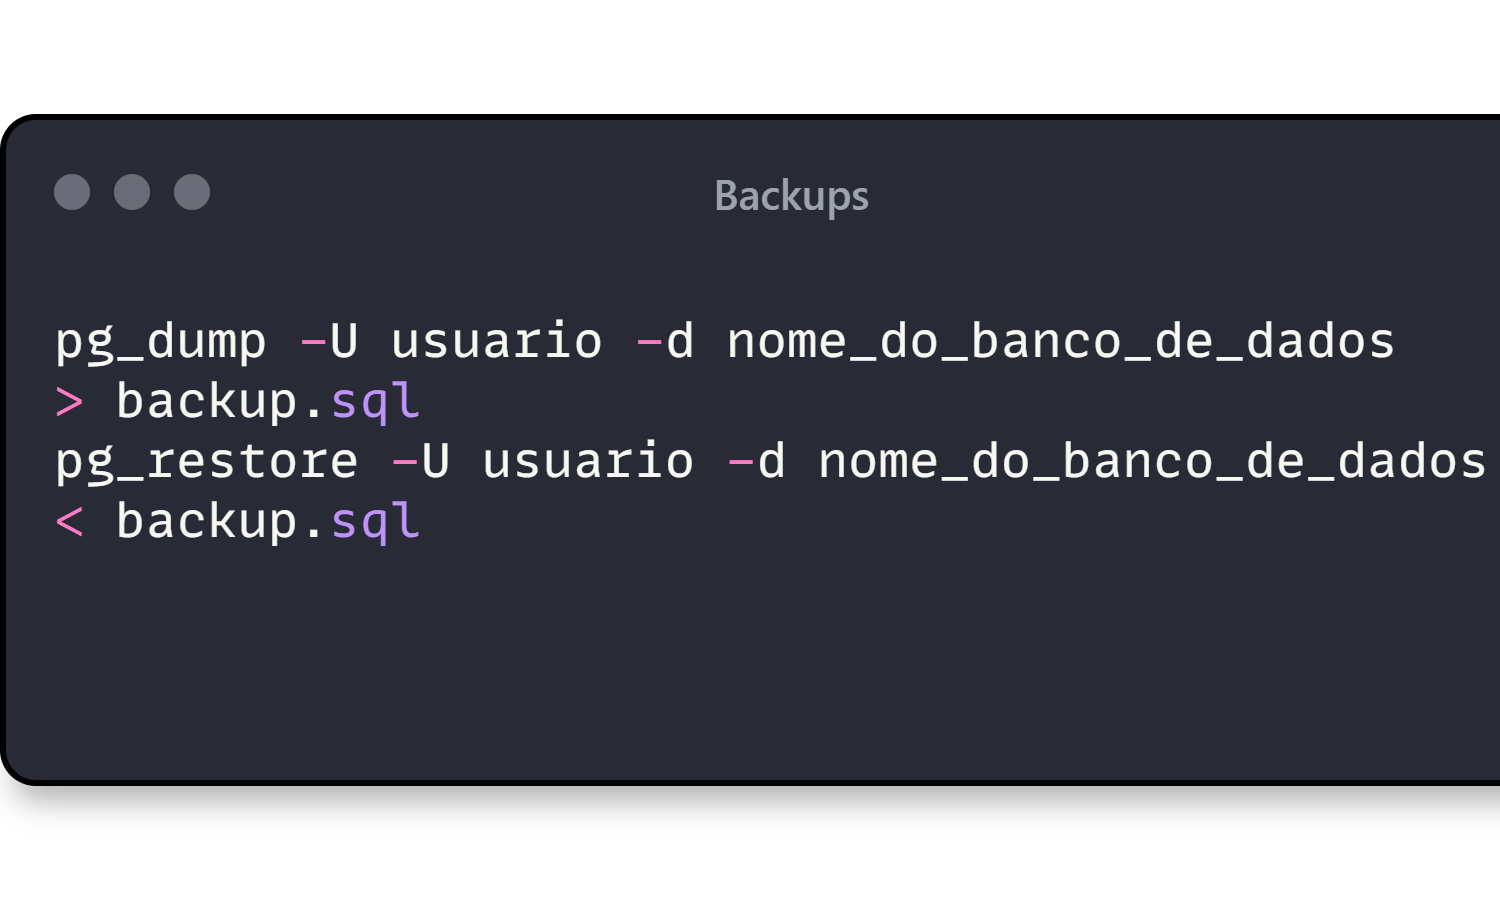 Backups
pg_dump -U usuario -d nome_do_banco_de_dados
> backup.sql
pg_restore -U usuario -d nome_do_banco_de_dados
< backup.sql